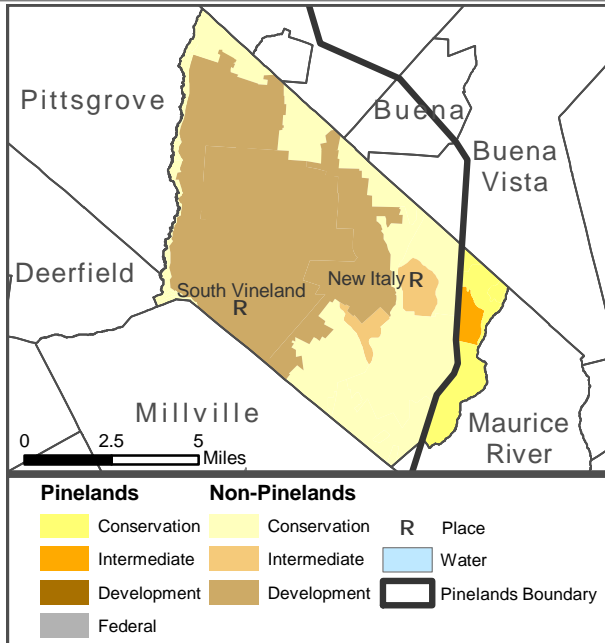 Pittsgrove
Buena
Buena
Vista
Deerfield
New Italy R
South Vineland
R
Millville
Maurice
River
0 2.5 5
Miles
Pinelands Non-Pinelands
Conservation Conservation R Place
Intermediate Intermediate Water
Development Development Pinelands Boundary
Federal